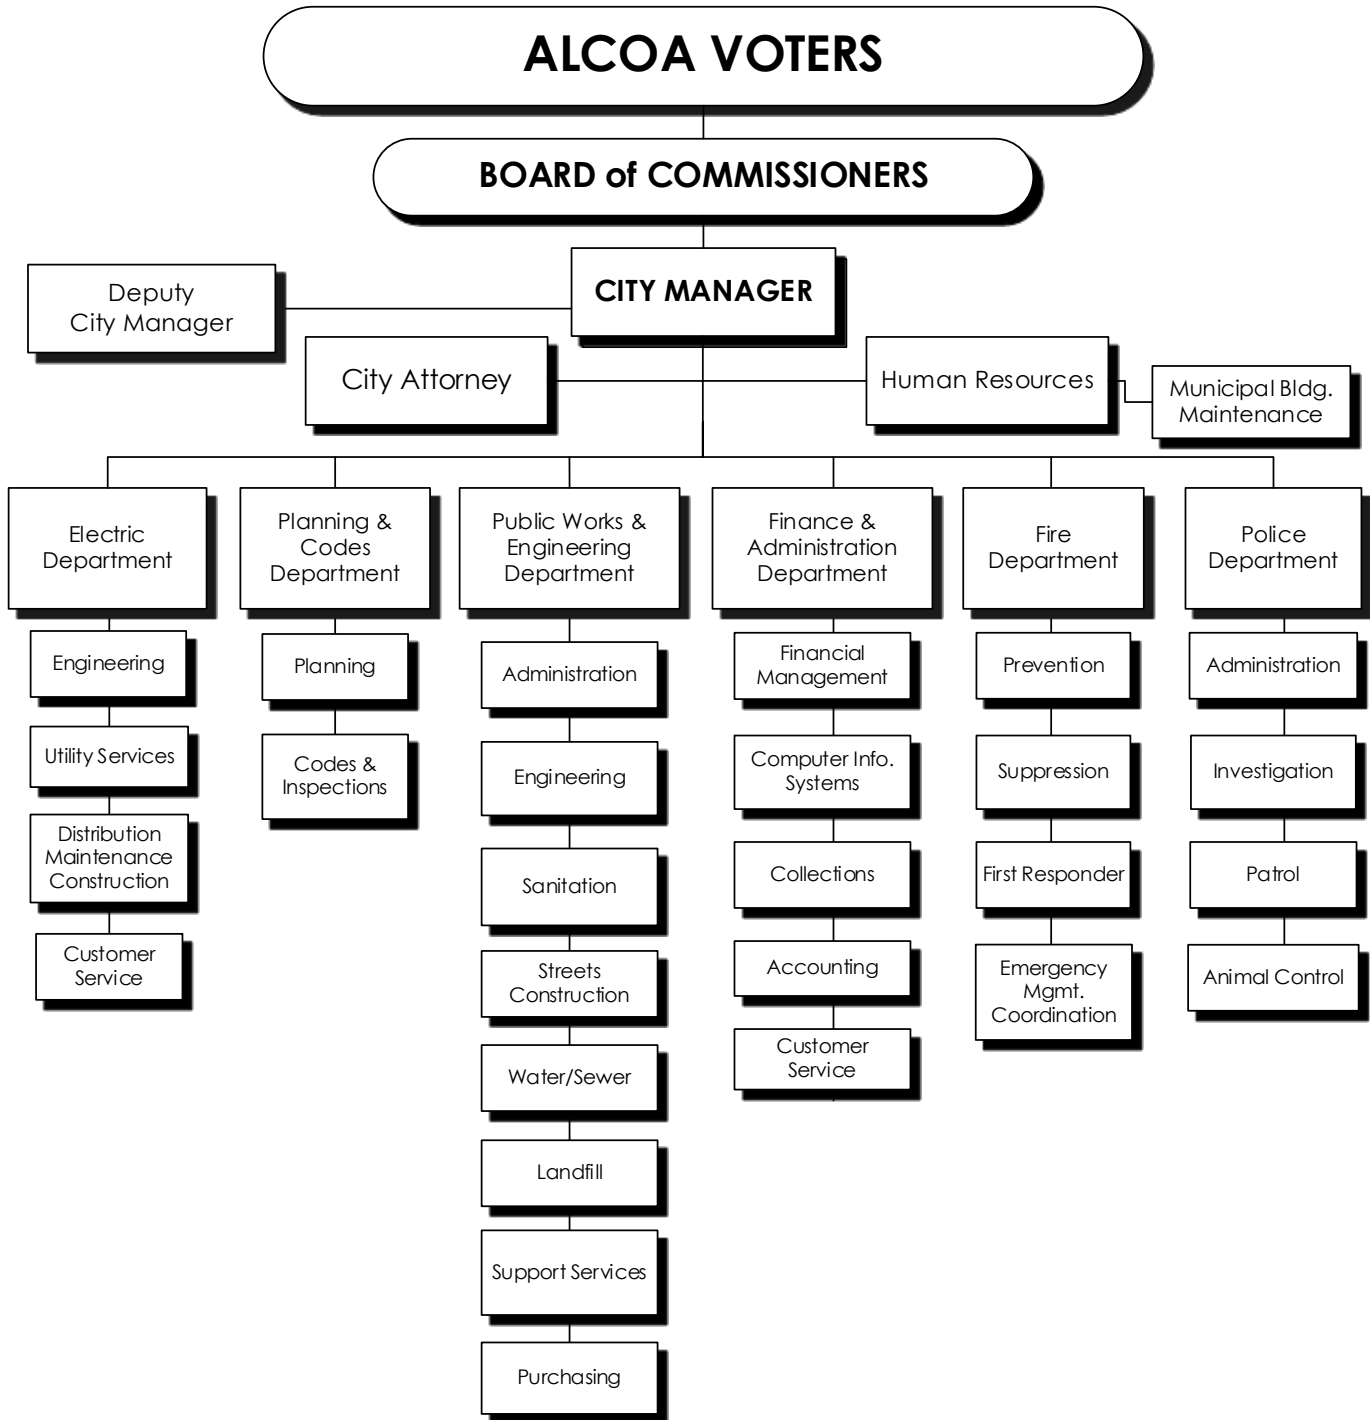 ALCOA VOTERS
BOARD of COMMISSIONERS
CITY MANAGER
Deputy
City Manager
City Attorney
Human Resources
Municipal Bldg.
Maintenance
Electric
Department
Engineering
Utility Services
Distribution
Maintenance
Construction
Customer
Service
Planning &
Codes
Department
Planning
Codes &
Inspections
Public Works &
Engineering
Department
Administration
Engineering
Sanitation
Streets
Construction
Water/Sewer
Landfill
Support Services
Purchasing
Finance &
Administration
Department
Financial
Management
Computer Info.
Systems
Collections
Accounting
Customer
Service
Fire
Department
Prevention
Suppression
First Responder
Emergency
Mgmt.
Coordination
Police
Department
Administration
Investigation
Patrol
Animal Control